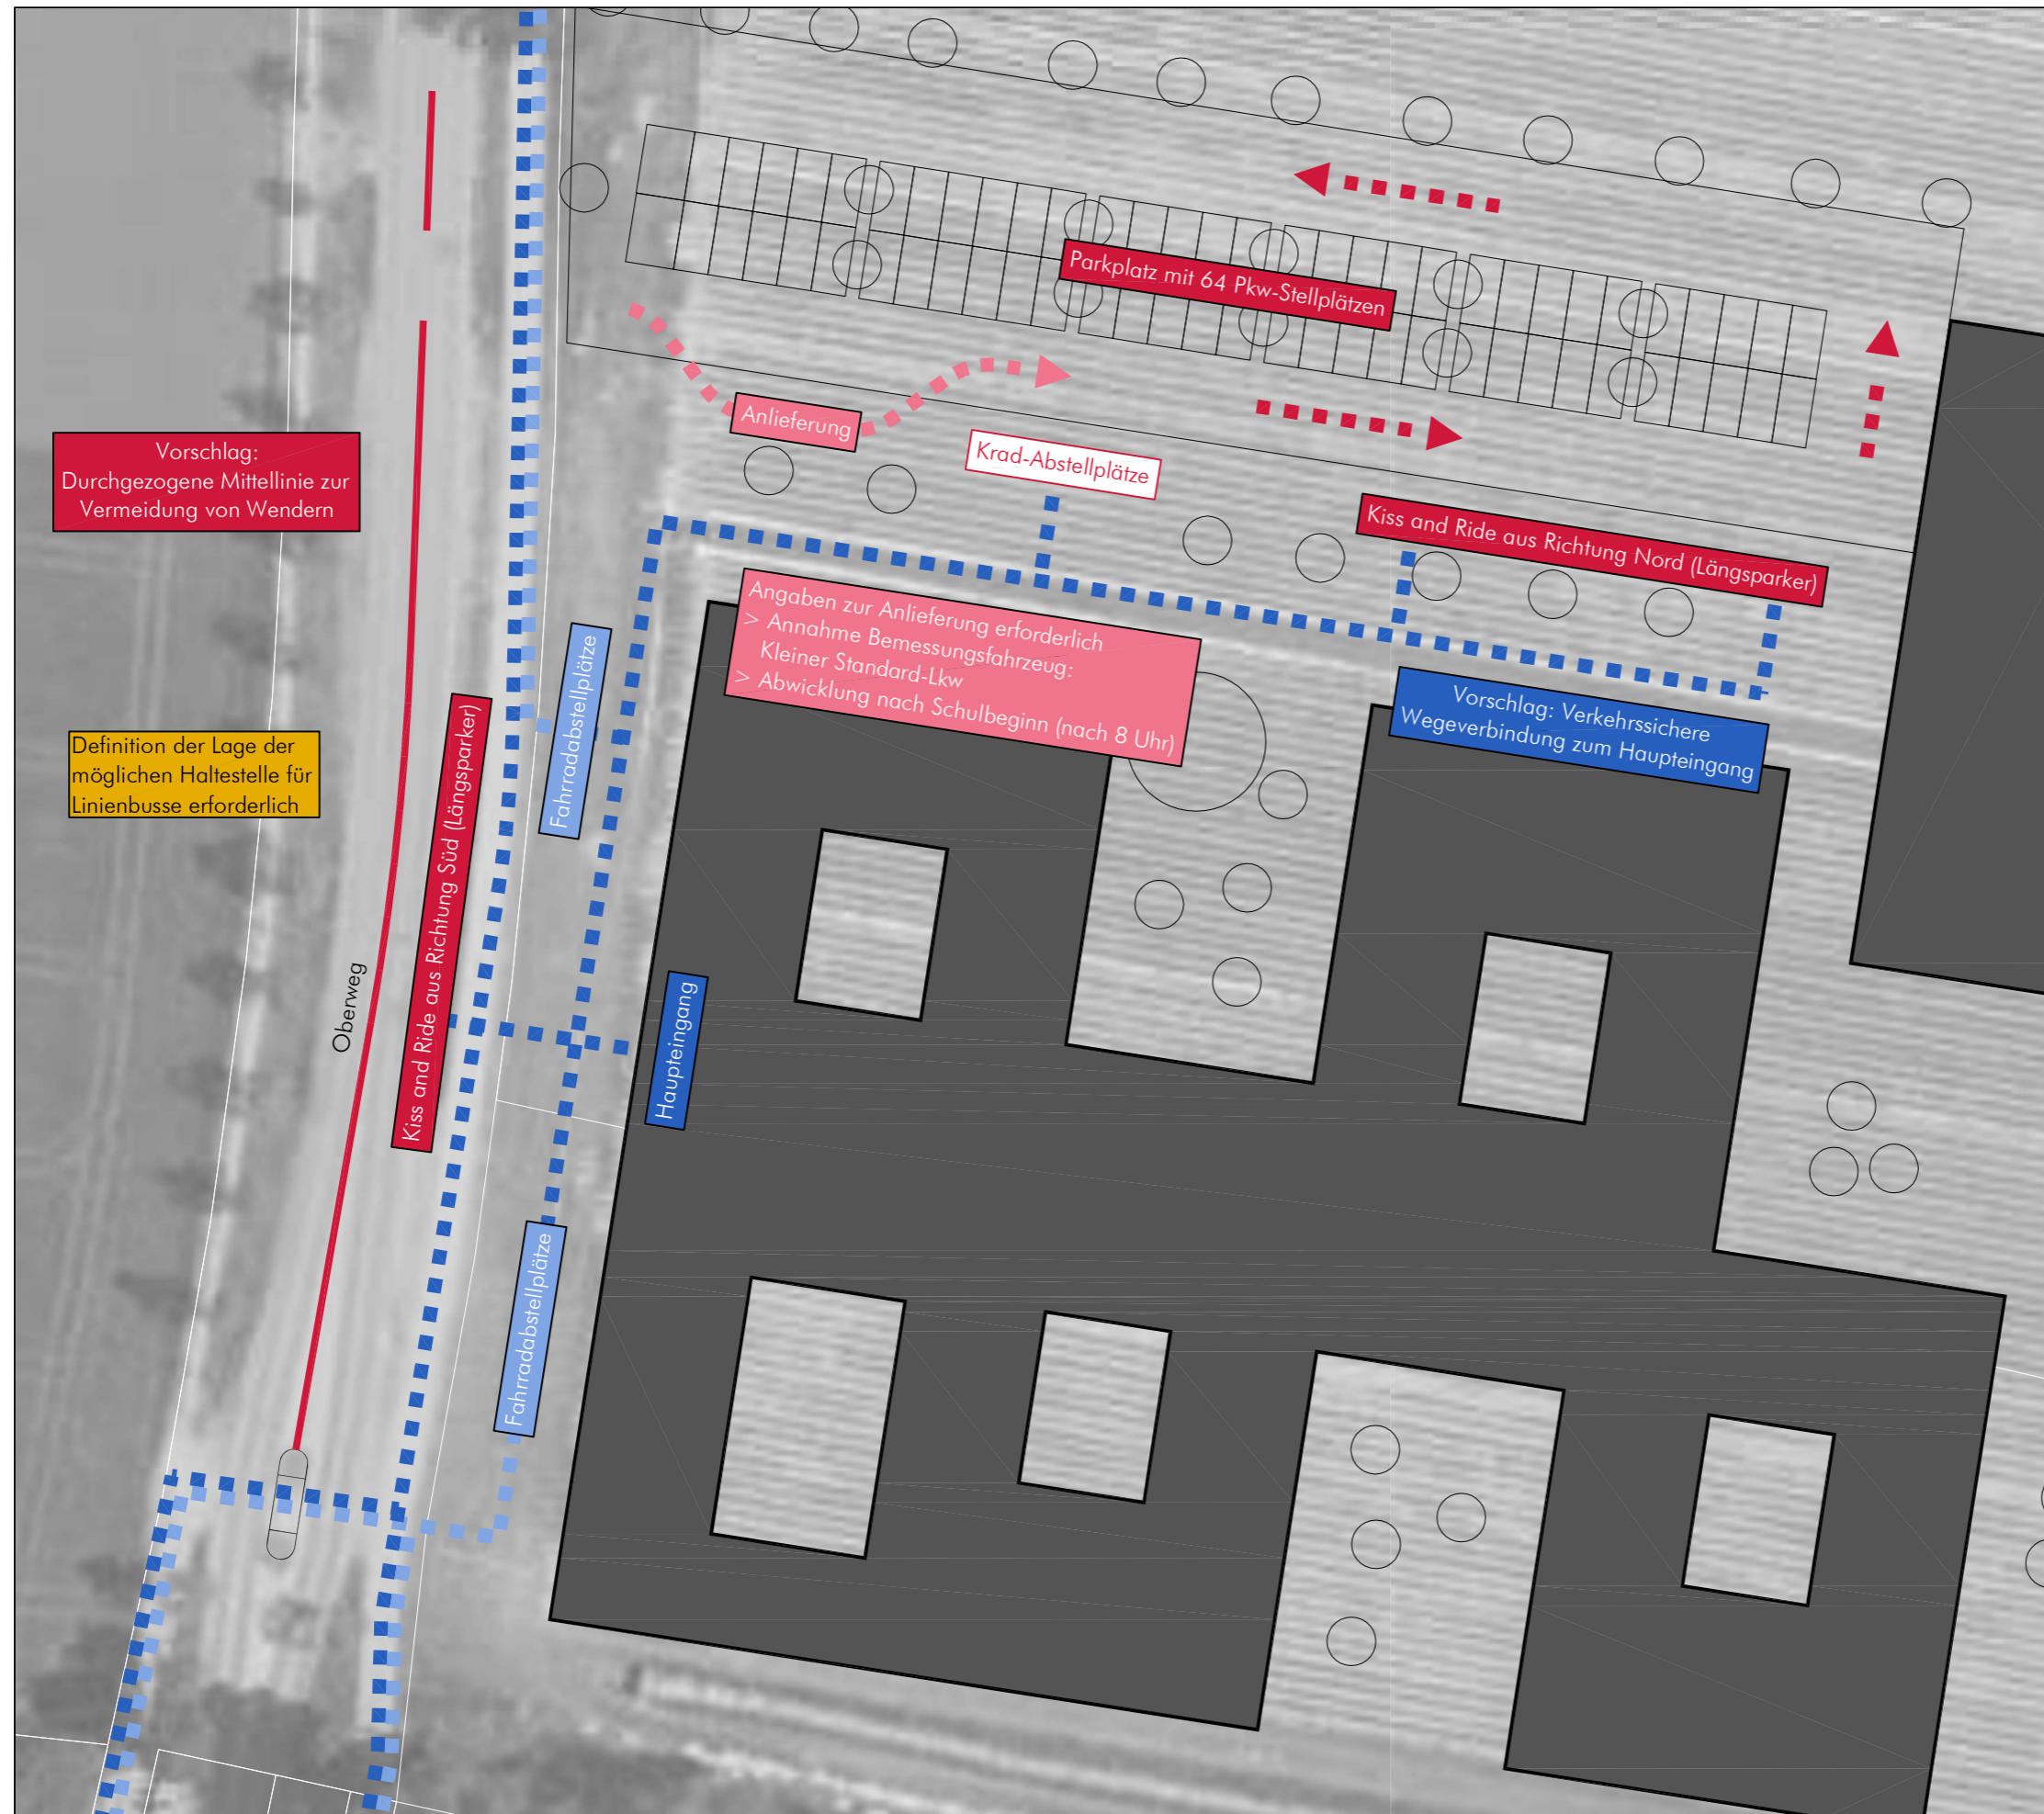 Parkplatz mit 64 Pkw-Stellplätzen
Anlieferung
Krad-Abstellplätze
Vorschlag:
Durchgezogene Mittellinie zur
Vermeidung von Wendern
Kiss and Ride aus Richtung Nord (Längsparker)
Angaben zur Anlieferung erforderlich
> Annahme Bemessungsfahrzeug:
Kleiner Standard-Lkw
> Abwicklung nach Schulbeginn (nach 8 Uhr)
Fahrradabstellplätze
Vorschlag: Verkehrssichere
Wegeverbindung zum Haupteingang
Definition der Lage der
möglichen Haltestelle für
Linienbusse erforderlich
Kiss and Ride aus Richtung Süd (Längsparker)
Oberweg
Haupteingang
Fahrradabstellplätze